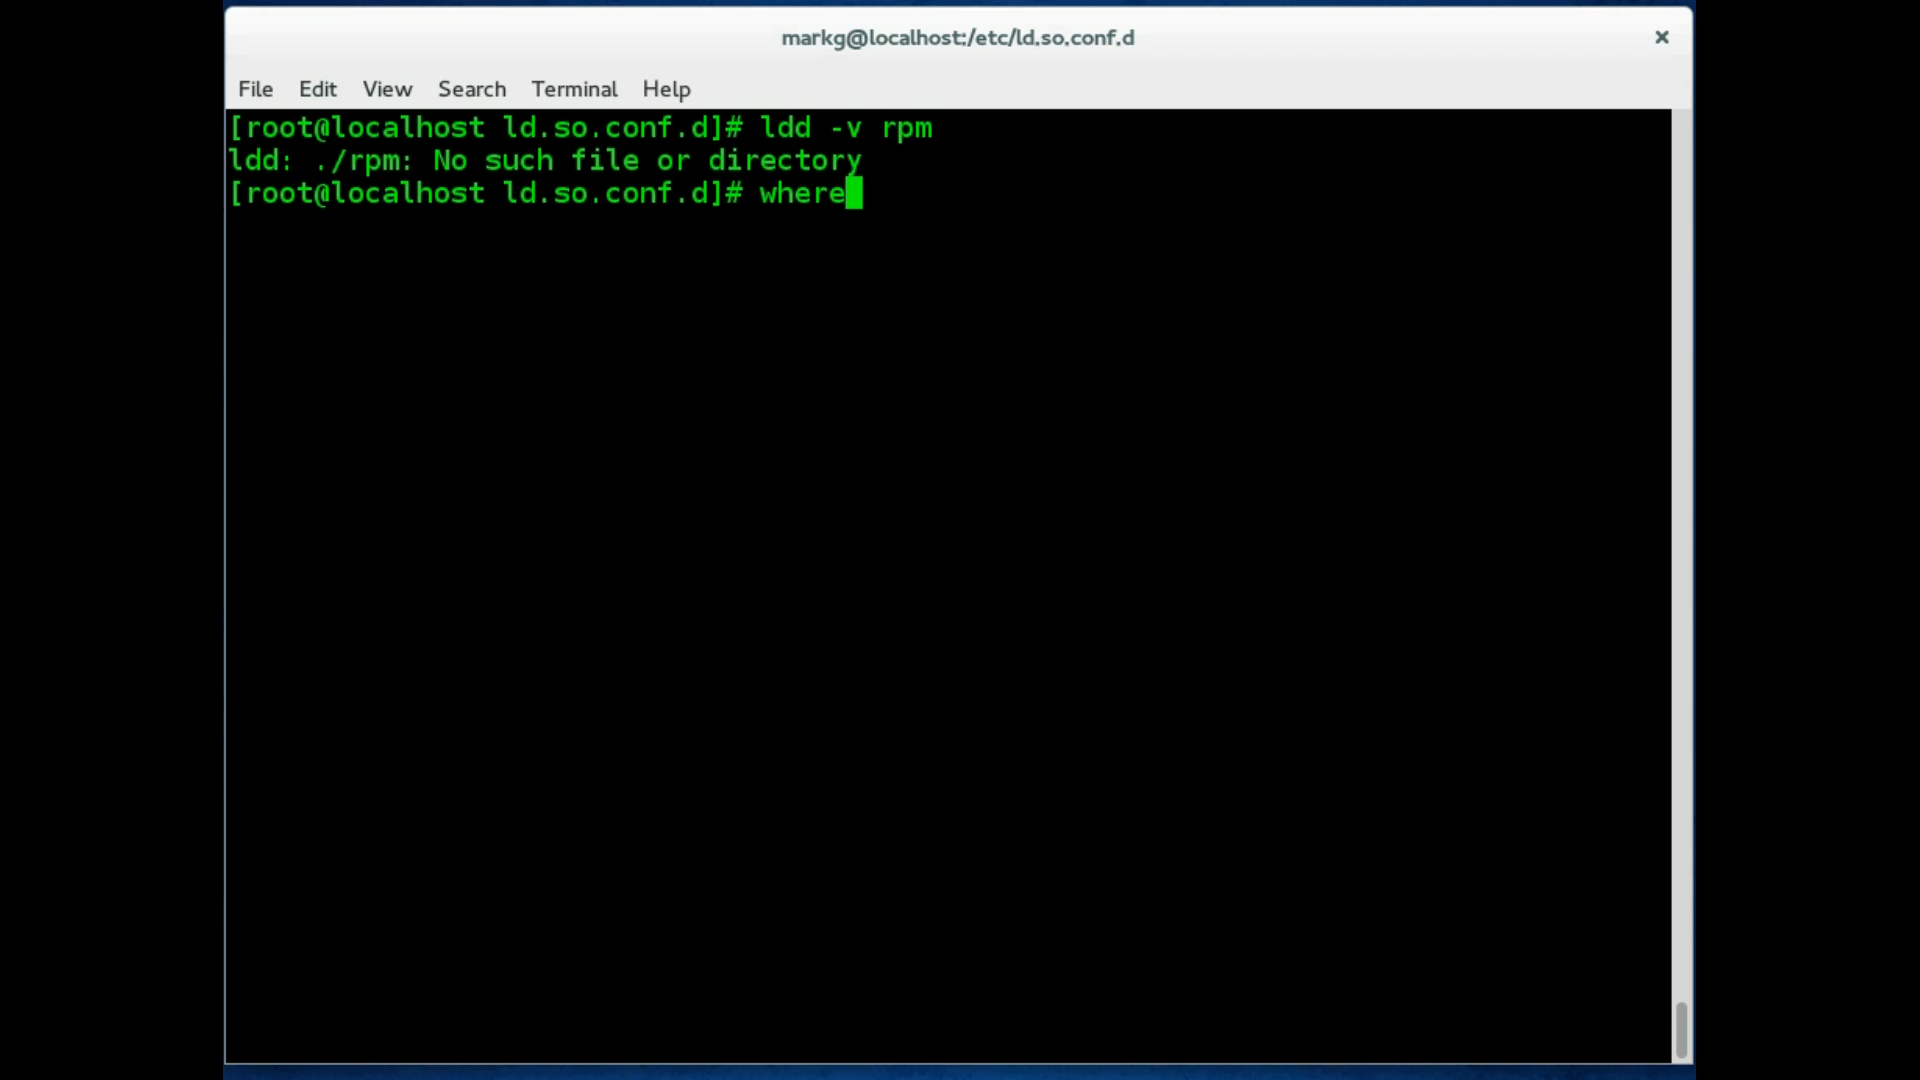 markg@localhost:/etc/ld.so.conf.d
File Edit View Search Terminal Help
[root@localhost ld.so.conf.d]# ldd -v rpm
ldd: ./rpm: No such file or directory
[root@localhost ld.so.conf.d]# where